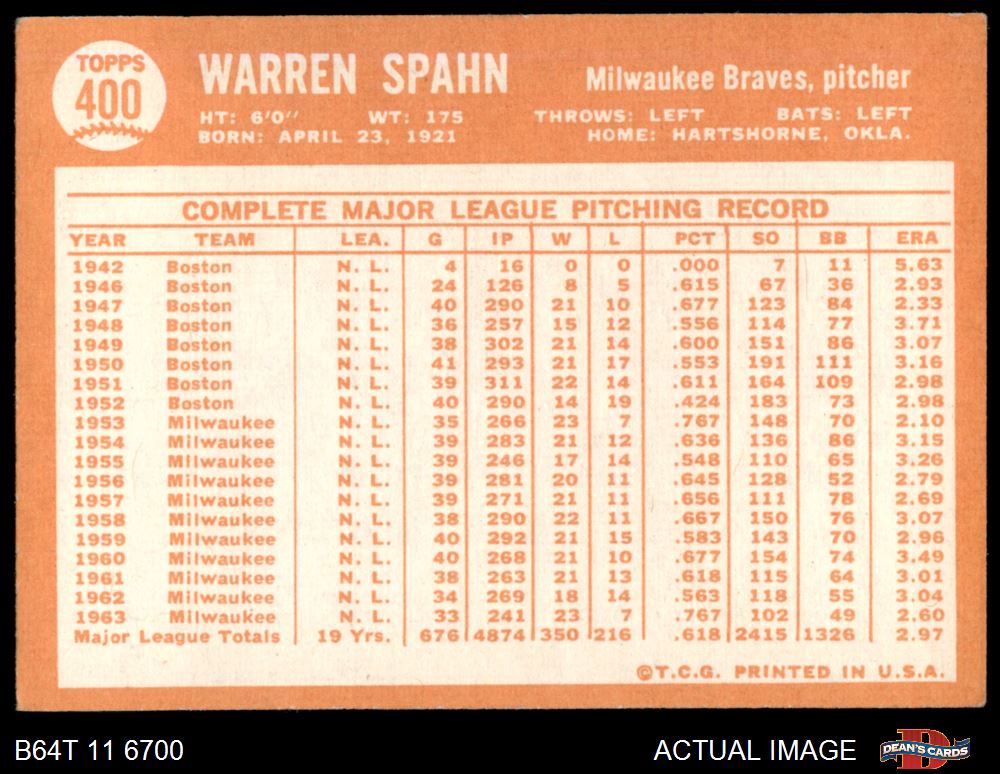 TOPPS
400
WARREN SPAHN
Milwaukee Braves, pitcher
HT: 6'0" WT: 175 THROWS: LEFT BATS: LEFT
BORN: APRIL 23, 1921 HOME: HARTSHORNE, OKLA.
COMPLETE MAJOR LEAGUE PITCHING RECORD
YEAR TEAM LEA. G IP W L PCT SO BB ERA
1942 Boston N. L. 4 16 0 0 .000 7 11 5.63
1946 Boston N. L. 24 126 8 5 .615 67 36 2.93
1947 Boston N. L. 40 290 21 10 .677 123 84 2.33
1948 Boston N. L. 36 257 15 12 .556 114 77 3.71
1949 Boston N. L. 38 302 21 14 .600 151 86 3.07
1950 Boston N. L. 41 293 21 17 .553 191 111 3.16
1951 Boston N. L. 39 311 22 14 .611 164 109 2.98
1952 Boston N. L. 40 290 14 19 .424 183 73 2.98
1953 Milwaukee N. L. 35 266 23 7 .767 148 70 2.10
1954 Milwaukee N. L. 39 283 21 12 .636 136 86 3.15
1955 Milwaukee N. L. 39 246 17 14 .548 110 65 3.26
1956 Milwaukee N. L. 39 281 20 11 .645 128 52 2.79
1957 Milwaukee N. L. 39 271 21 11 .656 111 78 2.69
1958 Milwaukee N. L. 38 290 22 11 .667 150 76 3.07
1959 Milwaukee N. L. 40 292 21 15 .583 143 70 2.96
1960 Milwaukee N. L. 40 268 21 10 .677 154 74 3.49
1961 Milwaukee N. L. 38 263 21 13 .618 115 64 3.01
1962 Milwaukee N. L. 34 269 18 14 .563 118 55 3.04
1963 Milwaukee N. L. 33 241 23 7 .767 102 49 2.60
Major League Totals 19 Yrs. 676 4874 350 216 .618 2415 1326 2.97
©T.C.G. PRINTED IN U.S.A.
B64T 11 6700 ACTUAL IMAGE DEAN'S CARDS